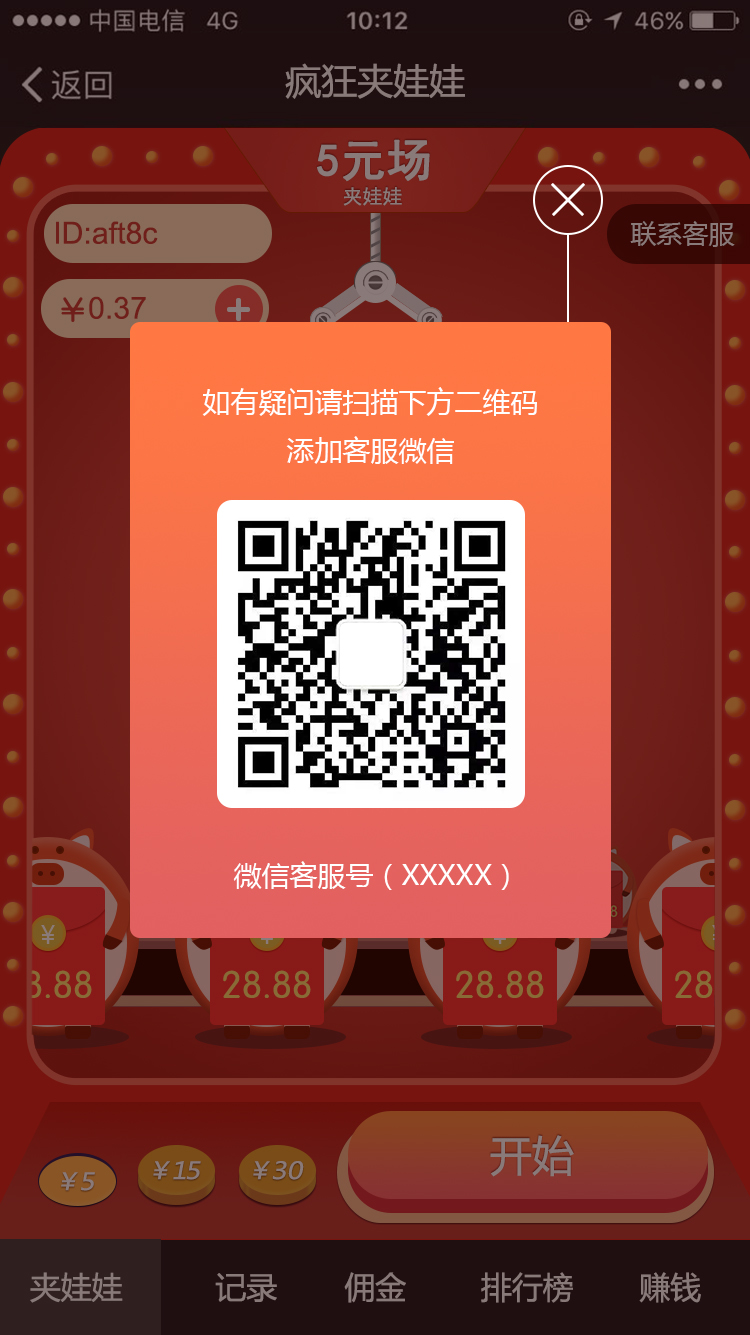 中国电信 4G 10:12 46%
返回 疯狂夹娃娃
5元场
夹娃娃
ID:aft8c
联系客服
￥0.37
如有疑问请扫描下方二维码
添加客服微信
微信客服号（XXXXX）
¥ ¥ ¥ ¥
8.88 28.88 28.88 28
¥5 ¥15 ¥30 开始
夹娃娃 记录 佣金 排行榜 赚钱